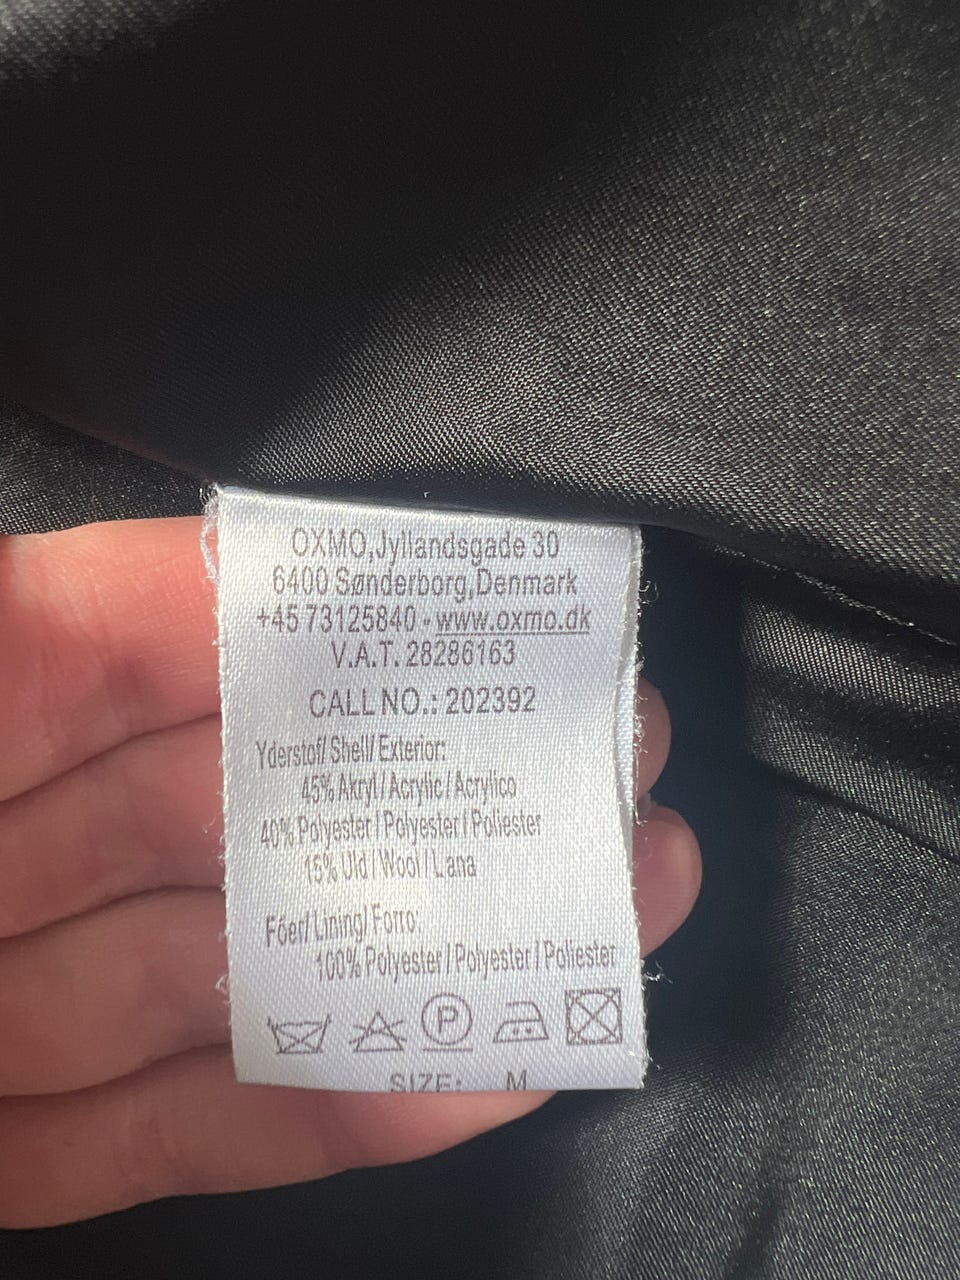 OXMO,Jyllandsgade 30
6400 Sønderborg,Denmark
+45 73125840 - www.oxmo.dk
V.A.T. 28286163
CALL NO.: 202392
Yderstof/ Shell/ Exterior:
45% Akryl / Acrylic / Acrylico
40% Polyester / Polyester / Poliester
15% Uld / Wool / Lana
Fóer/ Lining/ Forro:
100% Polyester / Polyester / Poliester
P
SIZE: M